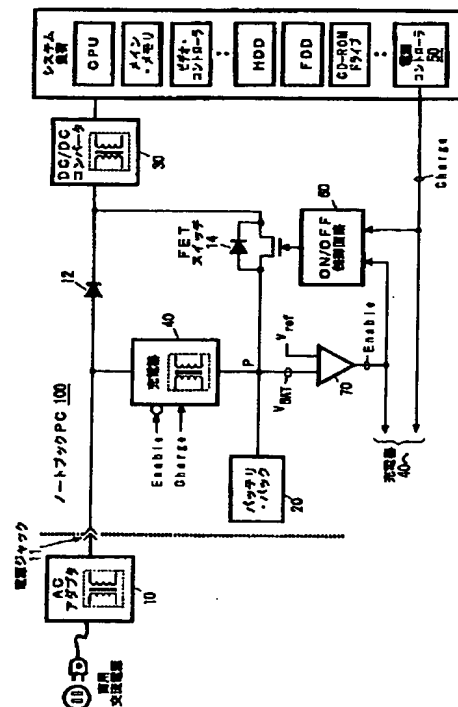 システム
負荷
CPU
メイン・
メモリ
ビデオ・
コントローラ
HDD
FDD
CD-ROM
ドライブ
電源
コントローラ
50
DC/DC
コンバータ
30
12
FET
スイッチ
14
ON/OFF
制御回路
60
Charge
ノートブックPC 100
40
充電器
Enable
Charge
P
Vref
VBAT
70
Enable
充電器
40へ
バッテリ
・パック
20
電源ジャック
11
AC
アダプタ
10
商用
交流電源